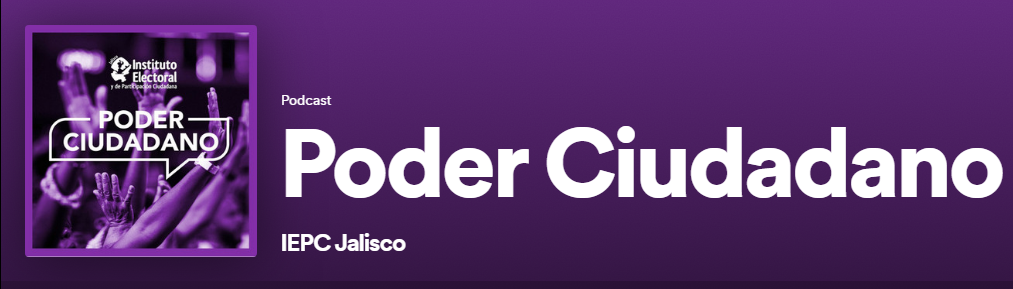 Instituto
Electoral
y de Participación Ciudadana
PODER
CIUDADANO
Podcast
Poder Ciudadano
IEPC Jalisco